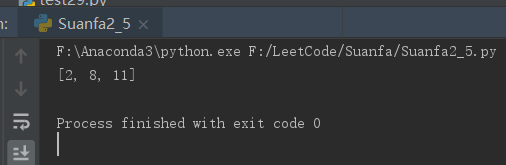 test29.py
n:
Suanfa2_5
F:\Anaconda3\python.exe F:/LeetCode/Suanfa/Suanfa2_5.py
[2, 8, 11]
Process finished with exit code 0